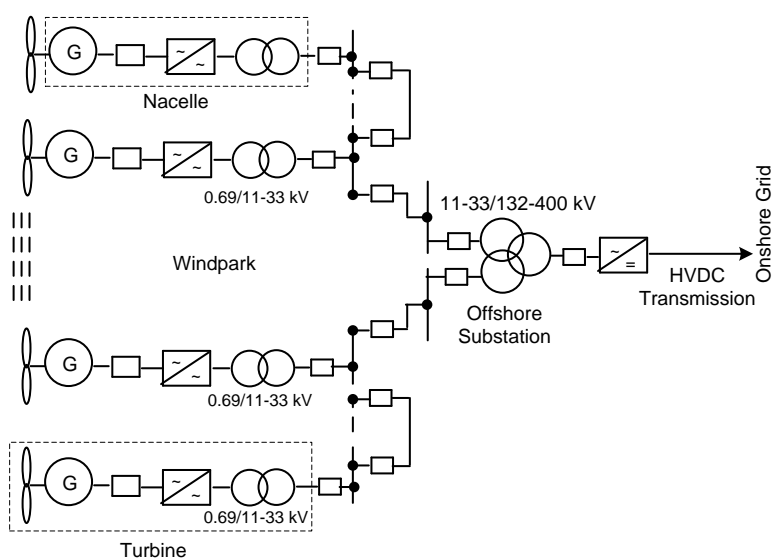 G
~
~
Nacelle
G
~
~
0.69/11-33 kV
11-33/132-400 kV
Windpark
~
=
HVDC
Transmission
Onshore Grid
Offshore
Substation
G
~
~
0.69/11-33 kV
G
~
~
0.69/11-33 kV
Turbine